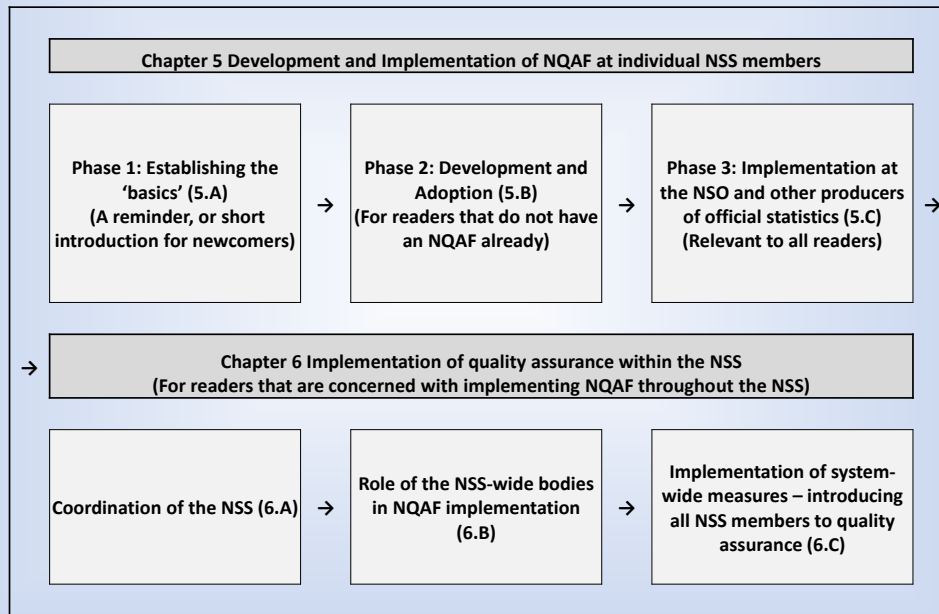 Chapter 5 Development and Implementation of NQAF at individual NSS members
Phase 1: Establishing the
‘basics’ (5.A)
(A reminder, or short
introduction for newcomers)
→
Phase 2: Development and
Adoption (5.B)
(For readers that do not have
an NQAF already)
→
Phase 3: Implementation at
the NSO and other producers
of official statistics (5.C)
(Relevant to all readers)
→
→
Chapter 6 Implementation of quality assurance within the NSS
(For readers that are concerned with implementing NQAF throughout the NSS)
Coordination of the NSS (6.A)
→
Role of the NSS-wide bodies
in NQAF implementation
(6.B)
→
Implementation of system-
wide measures – introducing
all NSS members to quality
assurance (6.C)